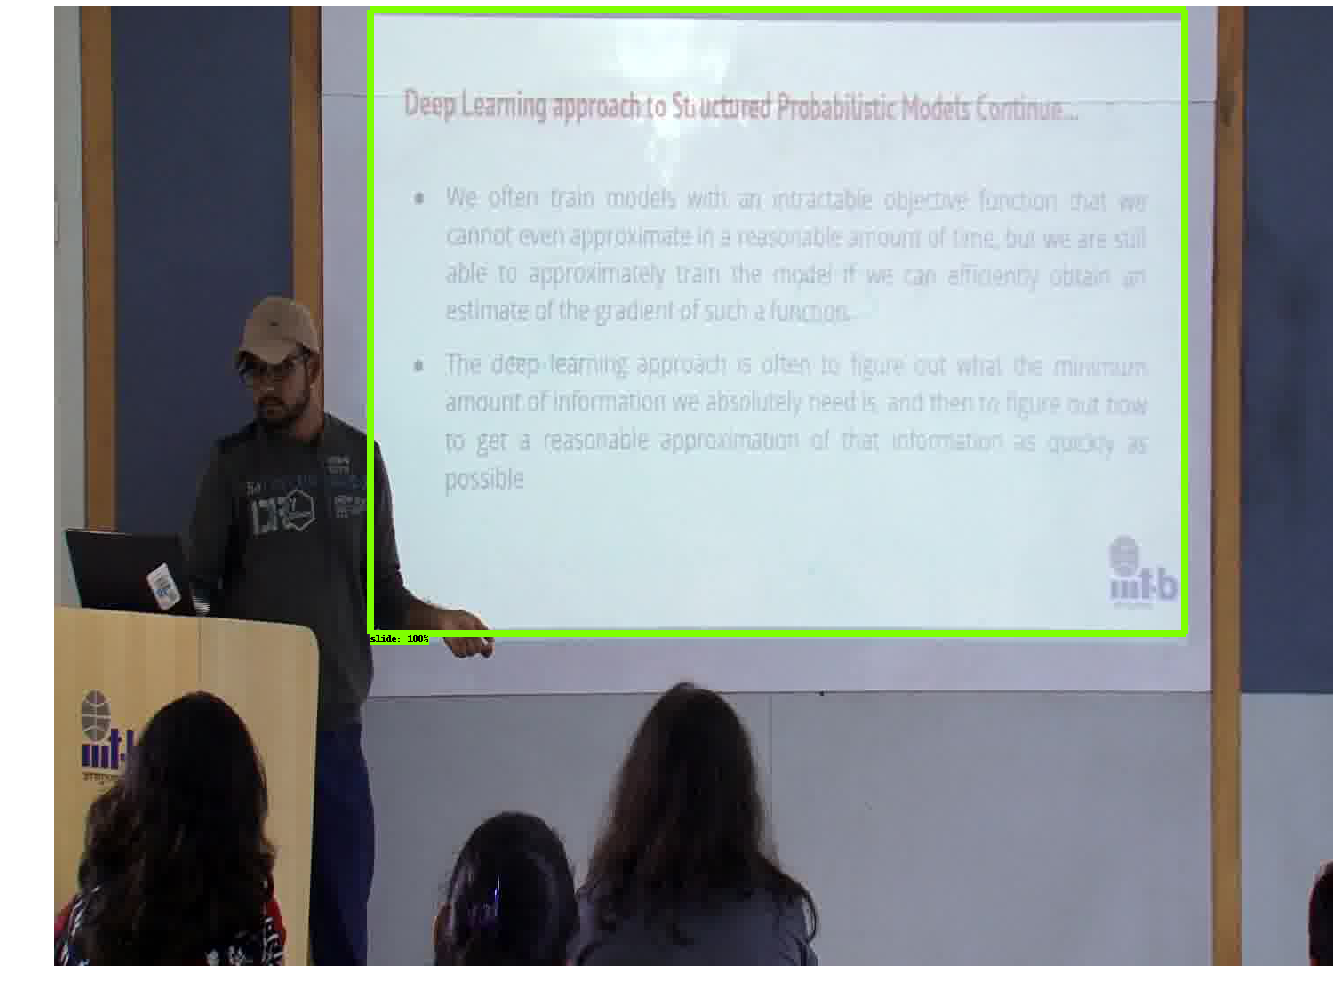 Deep Learning approach to Structured Probabilistic Models Continue...
• We often train models with an intractable objective function that we
cannot even approximate in a reasonable amount of time, but we are still
able to approximately train the model if we can efficiently obtain an
estimate of the gradient of such a function.
• The deep learning approach is often to figure out what the minimum
amount of information we absolutely need is, and then to figure out how
to get a reasonable approximation of that information as quickly as
possible
iiit-b
slide: 100%
iiit-b